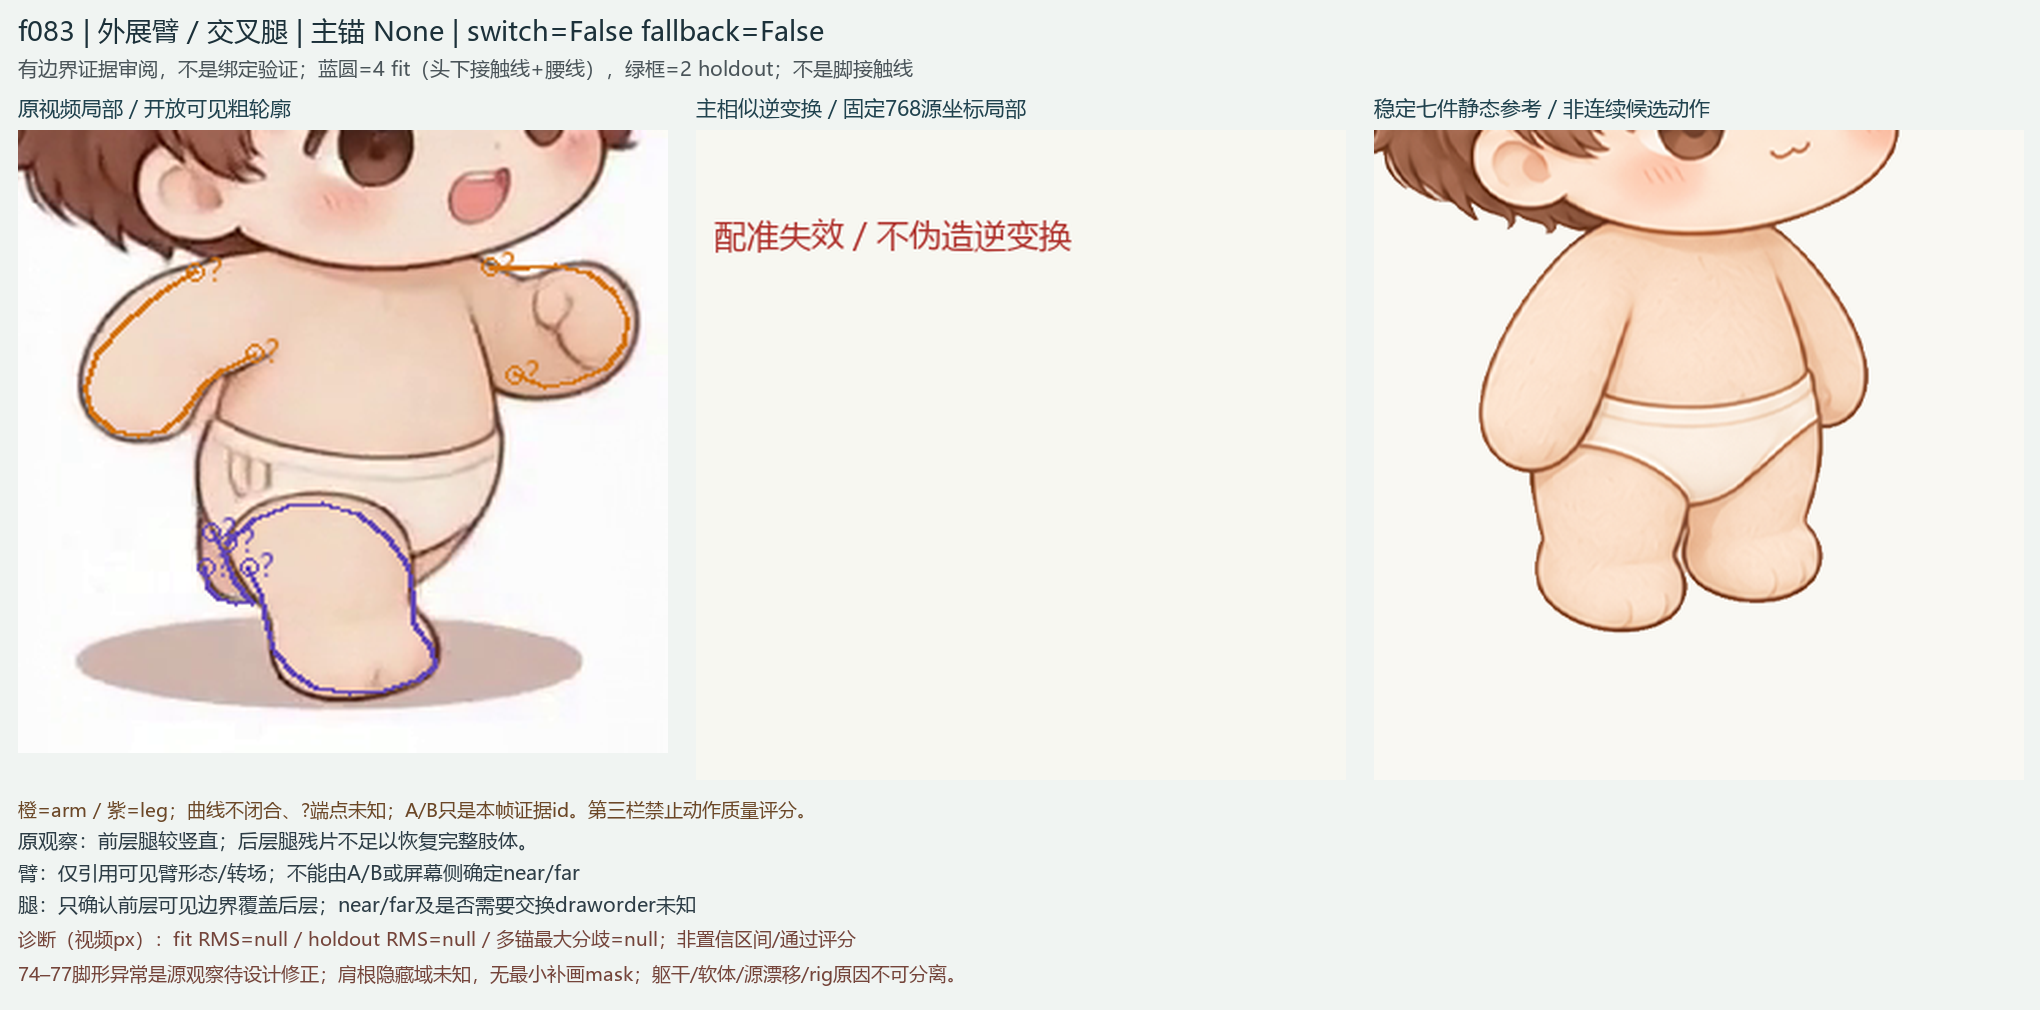 f083 | 外展臂 / 交叉腿 | 主锚 None | switch=False fallback=False
有边界证据审阅，不是绑定验证；蓝圆=4 fit（头下接触线+腰线），绿框=2 holdout；不是脚接触线
原视频局部 / 开放可见粗轮廓
主相似逆变换 / 固定768源坐标局部
稳定七件静态参考 / 非连续候选动作
?
?
?
?
?
?
?
?
配准失效 / 不伪造逆变换
橙=arm / 紫=leg；曲线不闭合、?端点未知；A/B只是本帧证据id。第三栏禁止动作质量评分。
原观察：前层腿较竖直；后层腿残片不足以恢复完整肢体。
臂：仅引用可见臂形态/转场；不能由A/B或屏幕侧确定near/far
腿：只确认前层可见边界覆盖后层；near/far及是否需要交换draworder未知
诊断（视频px）：fit RMS=null / holdout RMS=null / 多锚最大分歧=null；非置信区间/通过评分
74–77脚形异常是源观察待设计修正；肩根隐藏域未知，无最小补画mask；躯干/软体/源漂移/rig原因不可分离。